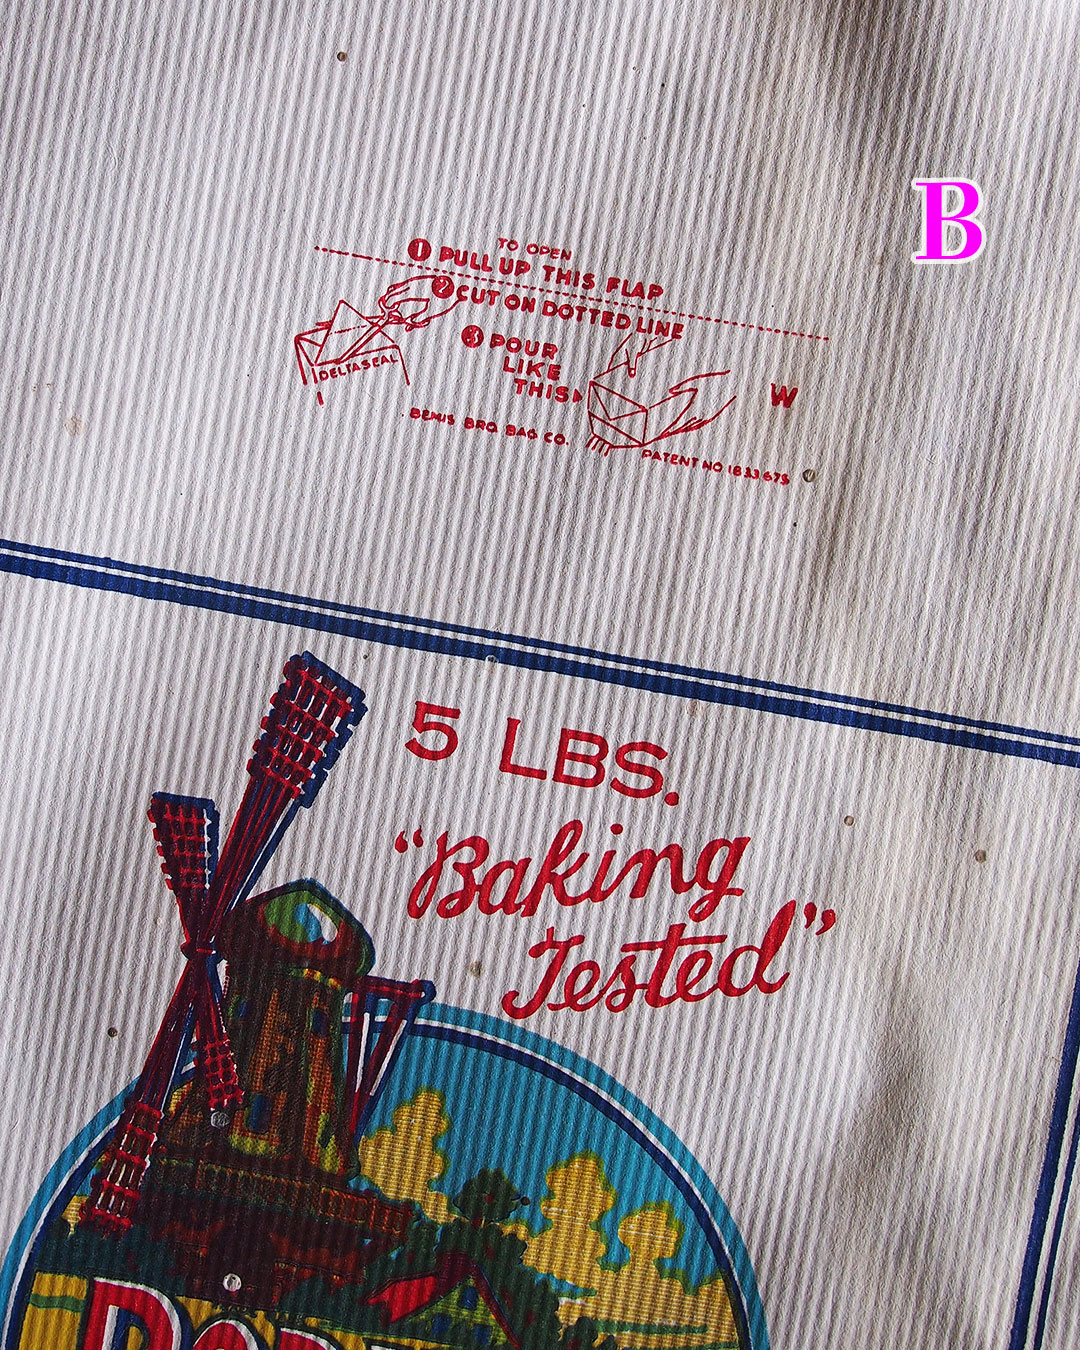 B
TO OPEN
1 PULL UP THIS FLAP
2 CUT ON DOTTED LINE
3 POUR
LIKE
THIS
DELTASEAL
W
BEMIS BRO. BAG CO.
PATENT NO 1833675
5 LBS.
“Baking
Tested”